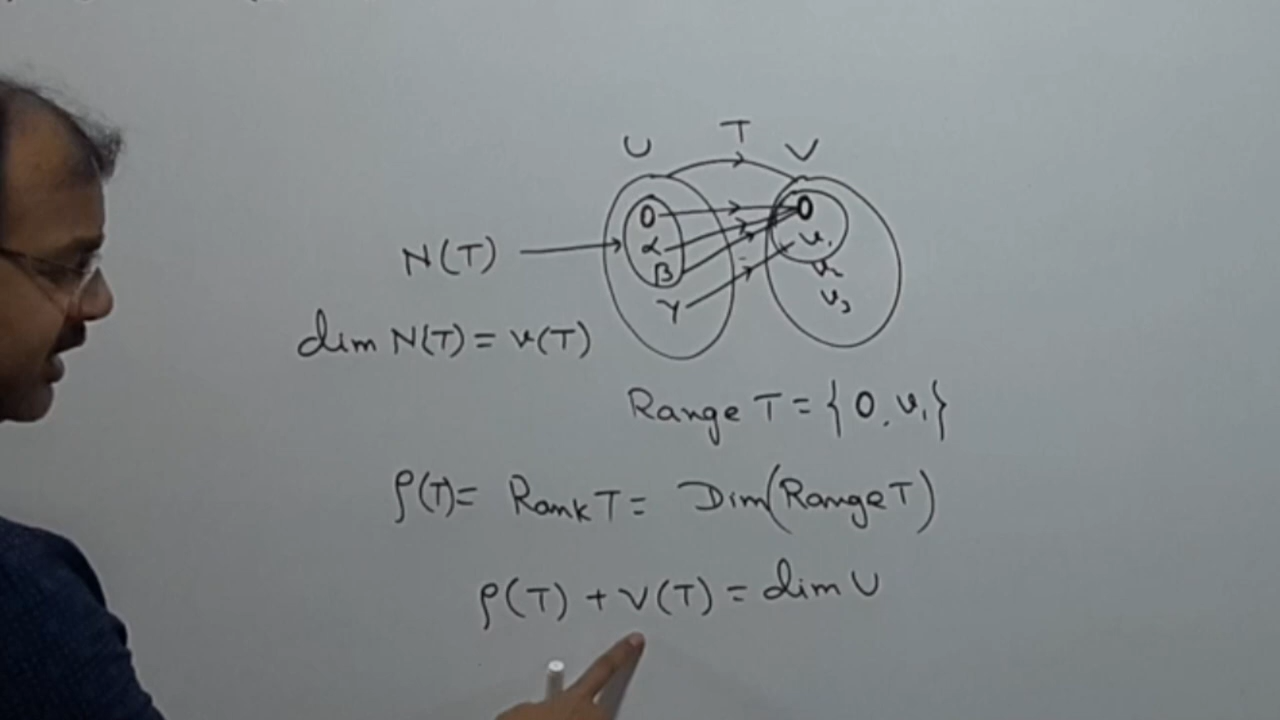 U T V
0 0
α v₁
β v₂
γ v₃
N(T)
dim N(T) = ν(T)
Range T = {0, v₁}
ρ(T) = Rank T = Dim(Range T)
ρ(T) + ν(T) = dim U